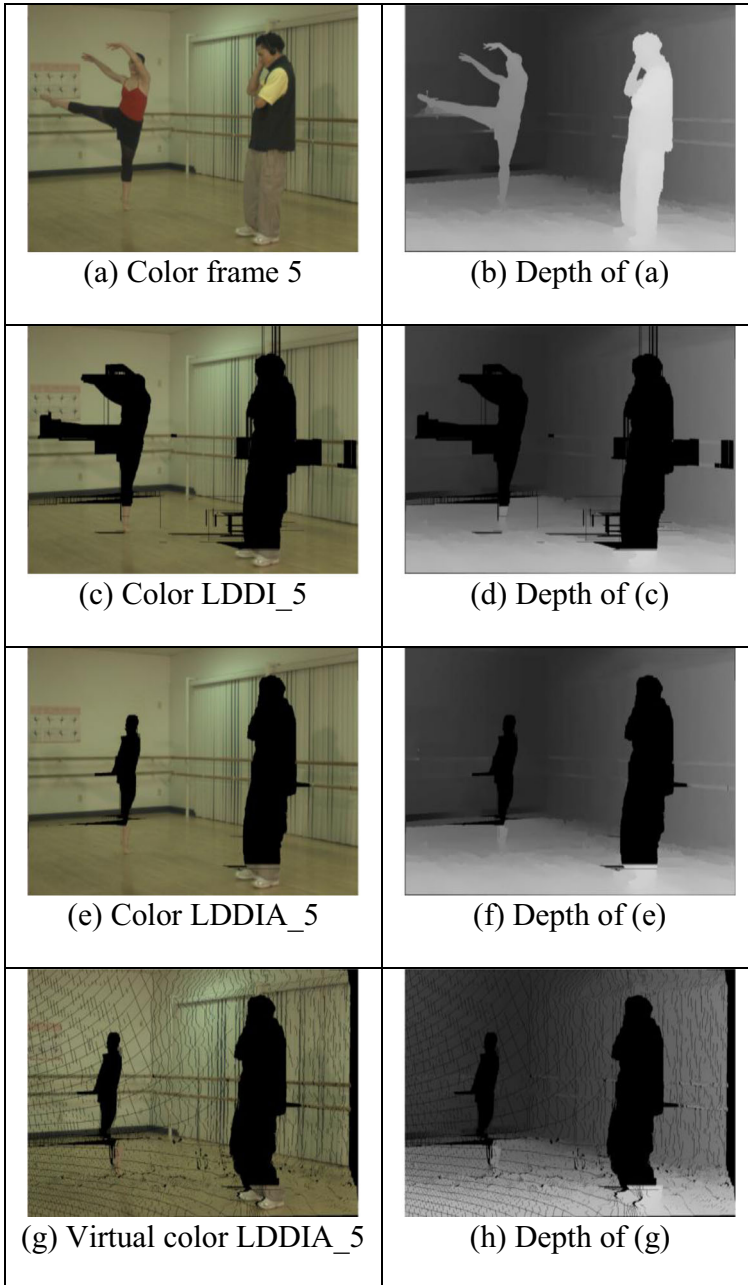 (a) Color frame 5
(b) Depth of (a)
(c) Color LDDI_5
(d) Depth of (c)
(e) Color LDDIA_5
(f) Depth of (e)
(g) Virtual color LDDIA_5
(h) Depth of (g)